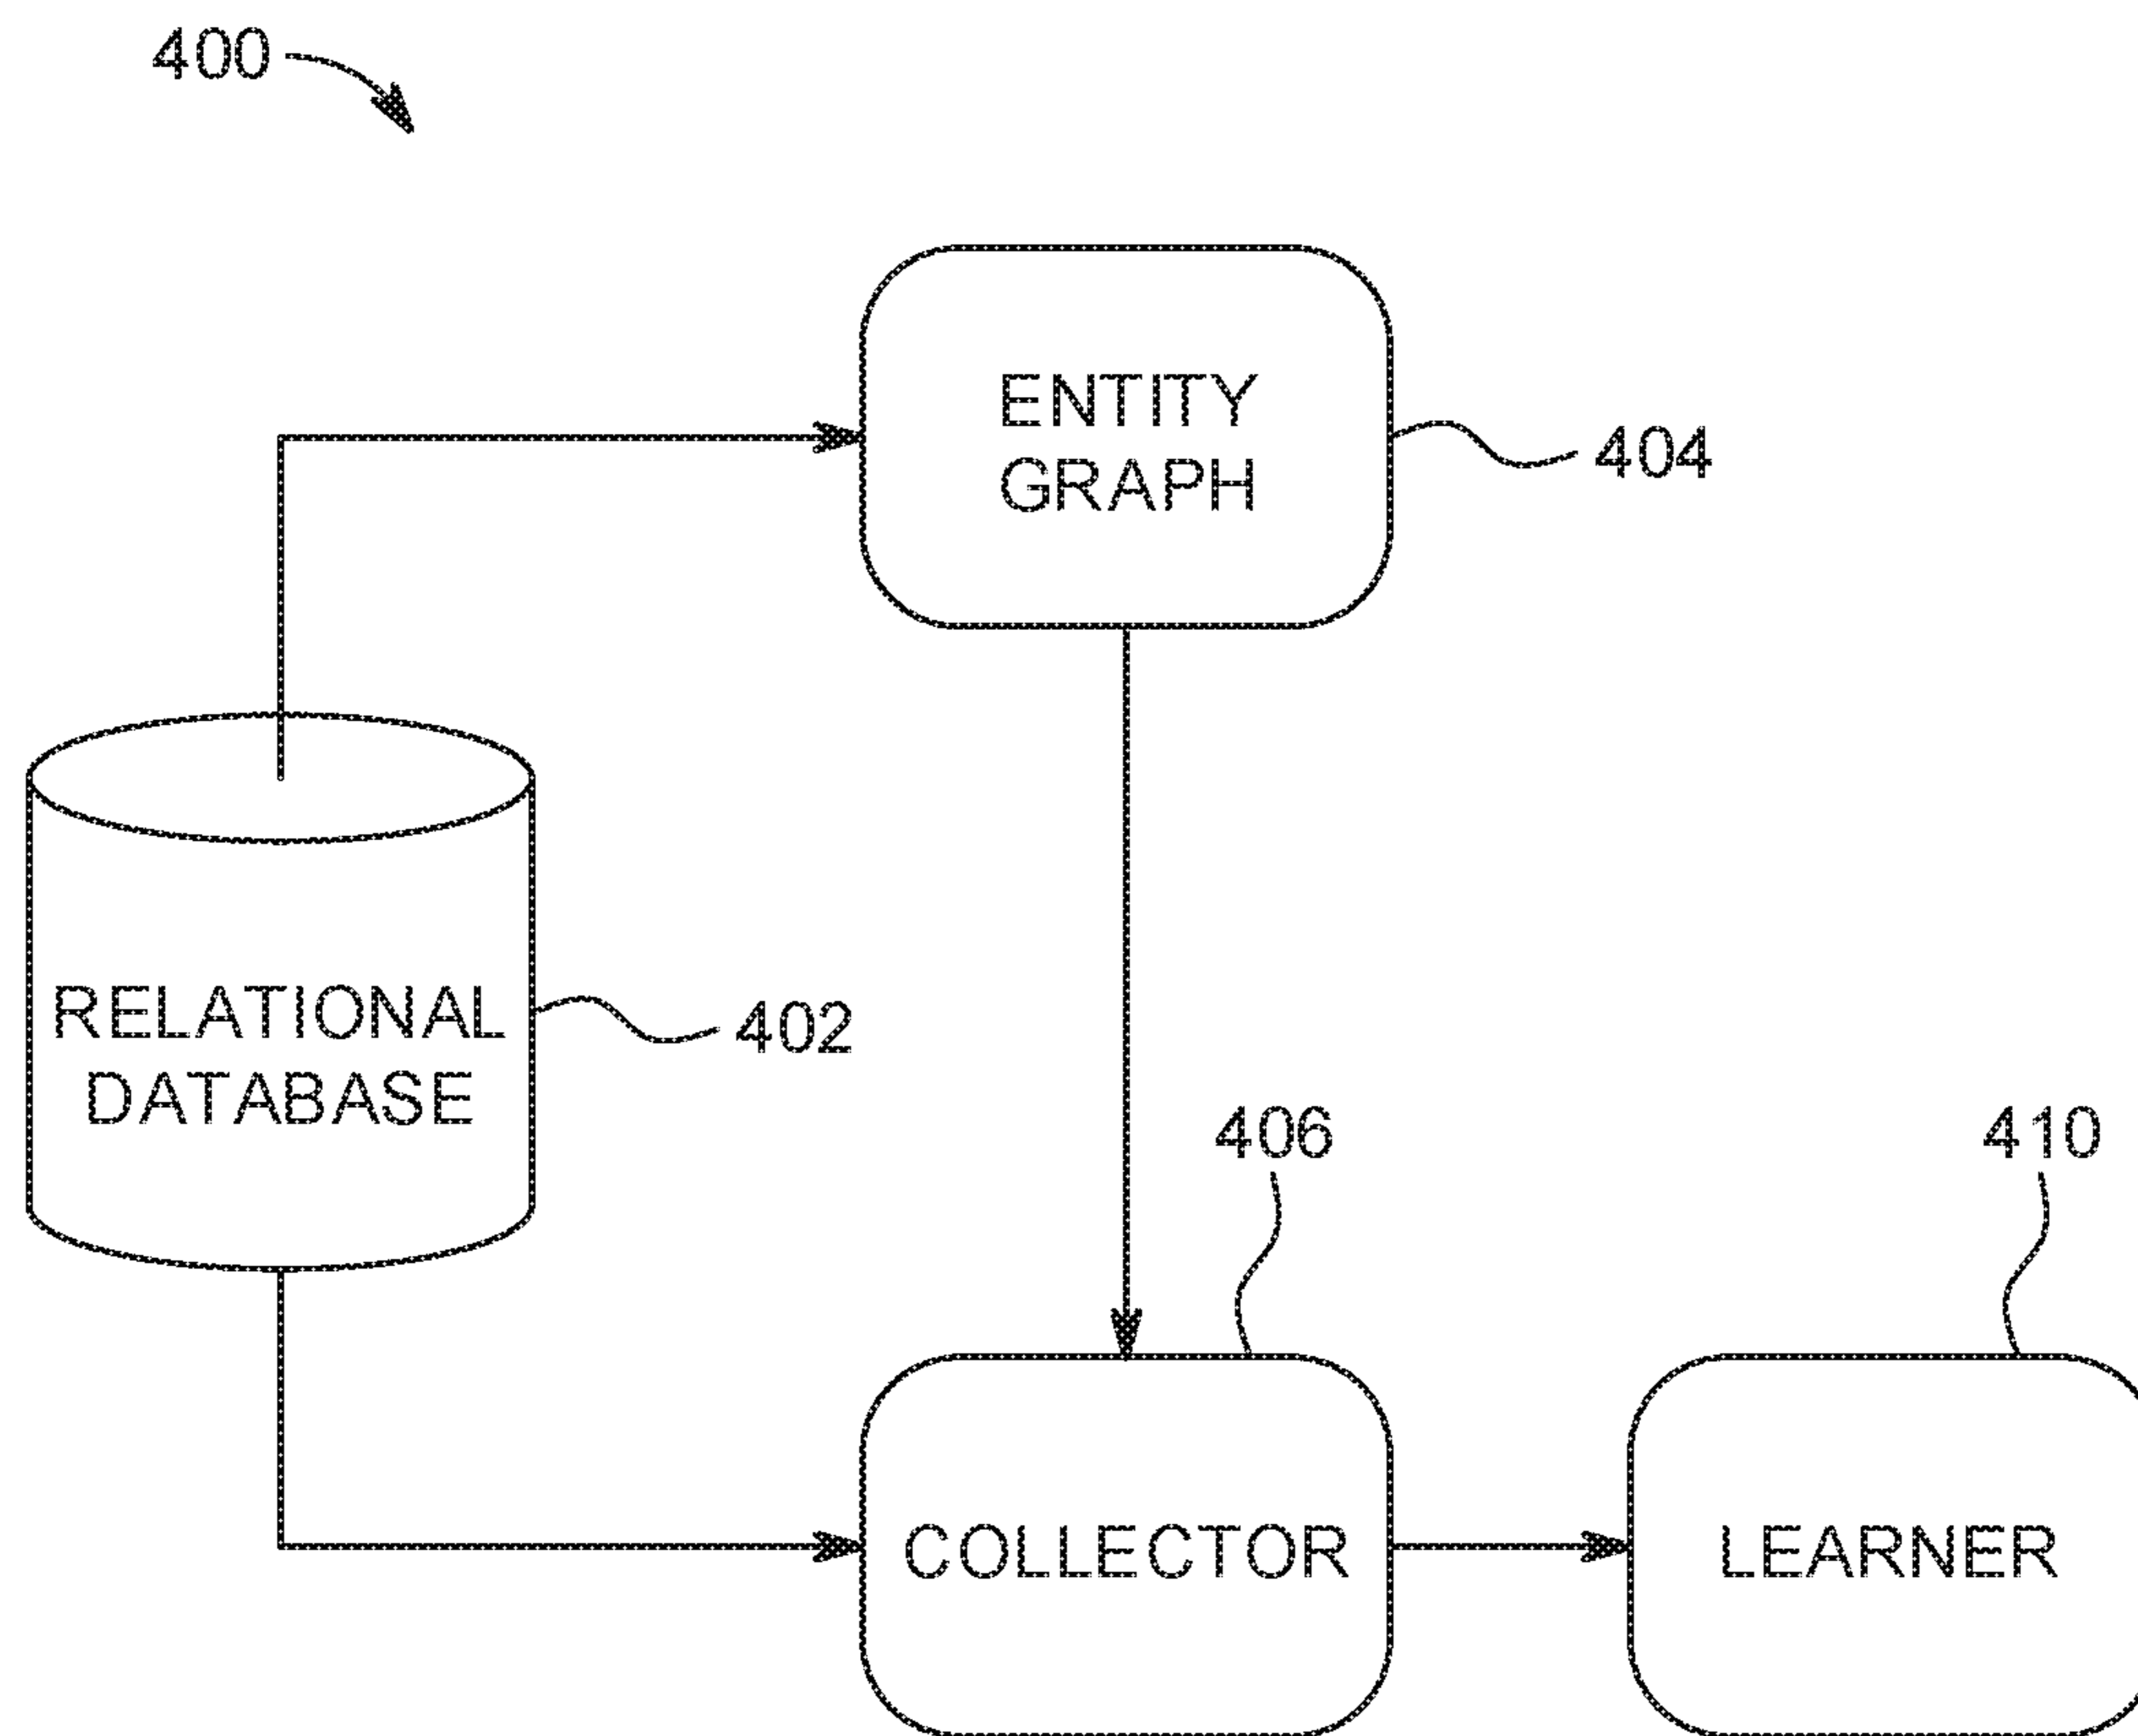 400
ENTITY
GRAPH
404
RELATIONAL
DATABASE
402
406
410
COLLECTOR
LEARNER